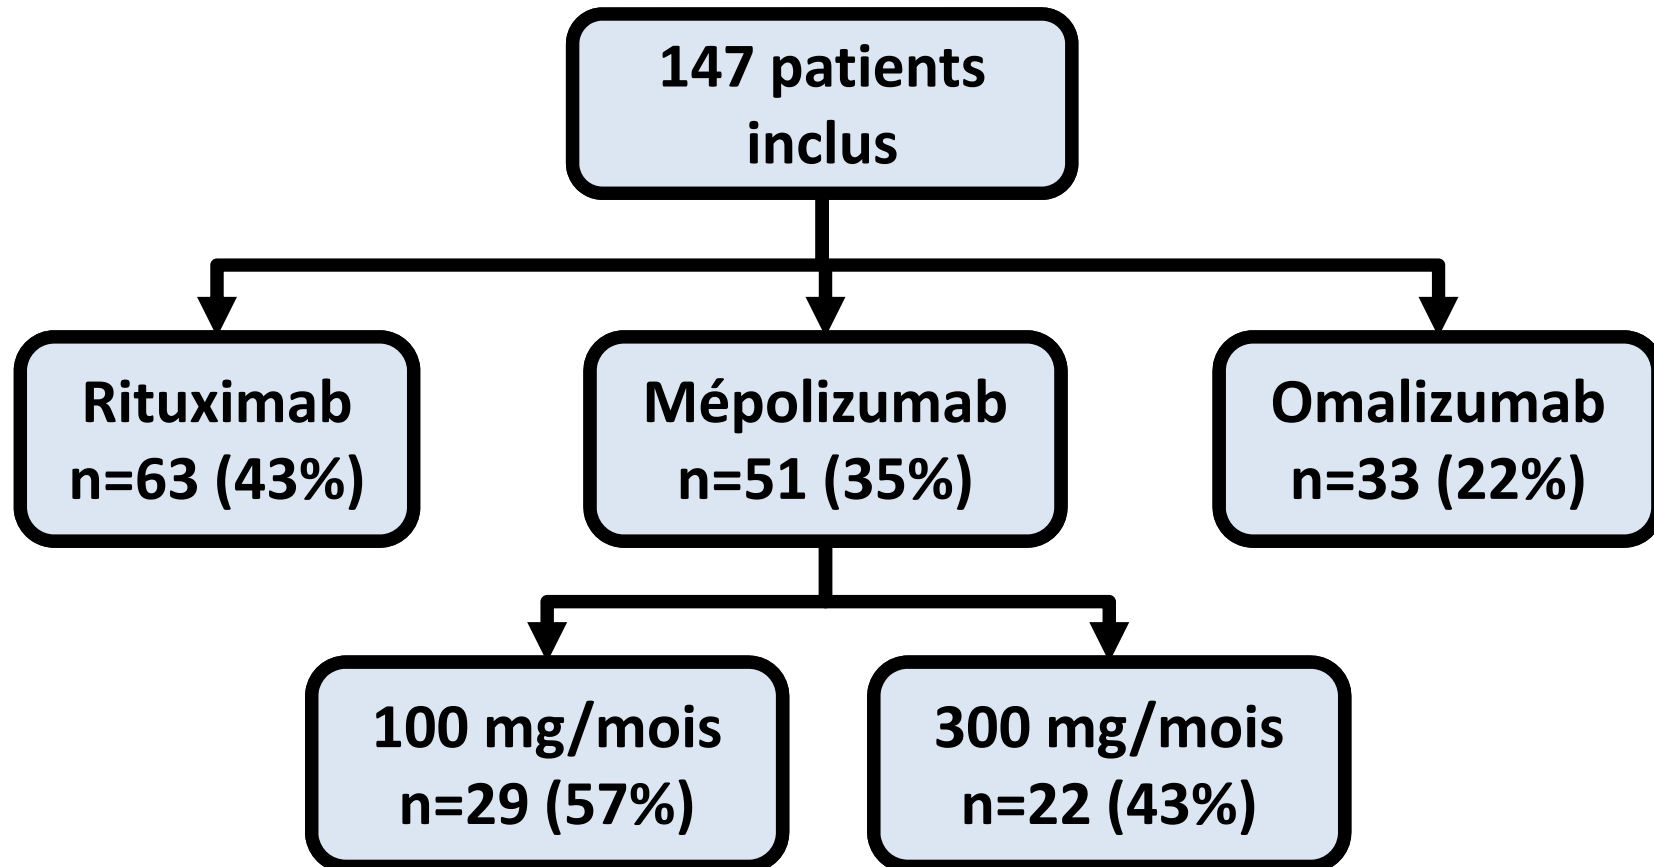 147 patients
inclus
Rituximab
n=63 (43%)
Mépolizumab
n=51 (35%)
Omalizumab
n=33 (22%)
100 mg/mois
n=29 (57%)
300 mg/mois
n=22 (43%)